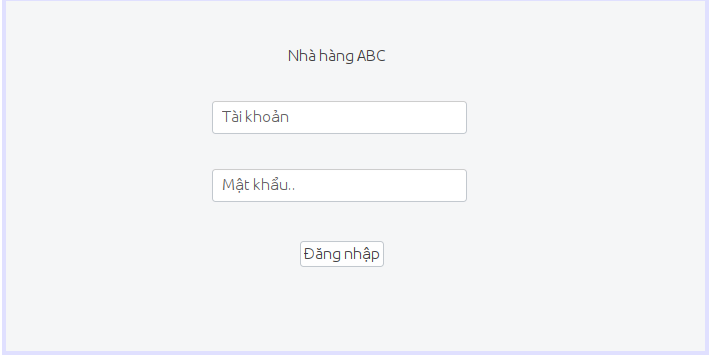 Nhà hàng ABC
Tài khoản
Mật khẩu..
Đăng nhập